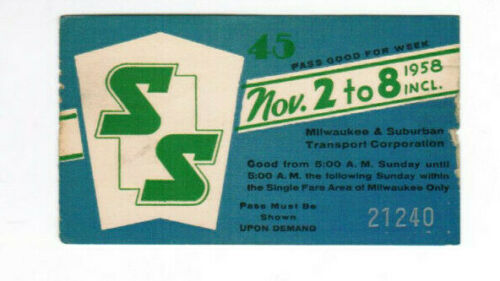 45
PASS GOOD FOR WEEK
Nov. 2 to 8 1958 INCL.
S
S
Milwaukee & Suburban
Transport Corporation
Good from 5:00 A. M. Sunday until
5:00 A. M. the following Sunday within
the Single Fare Area of Milwaukee Only
Pass Must Be
Shown
UPON DEMAND
21240